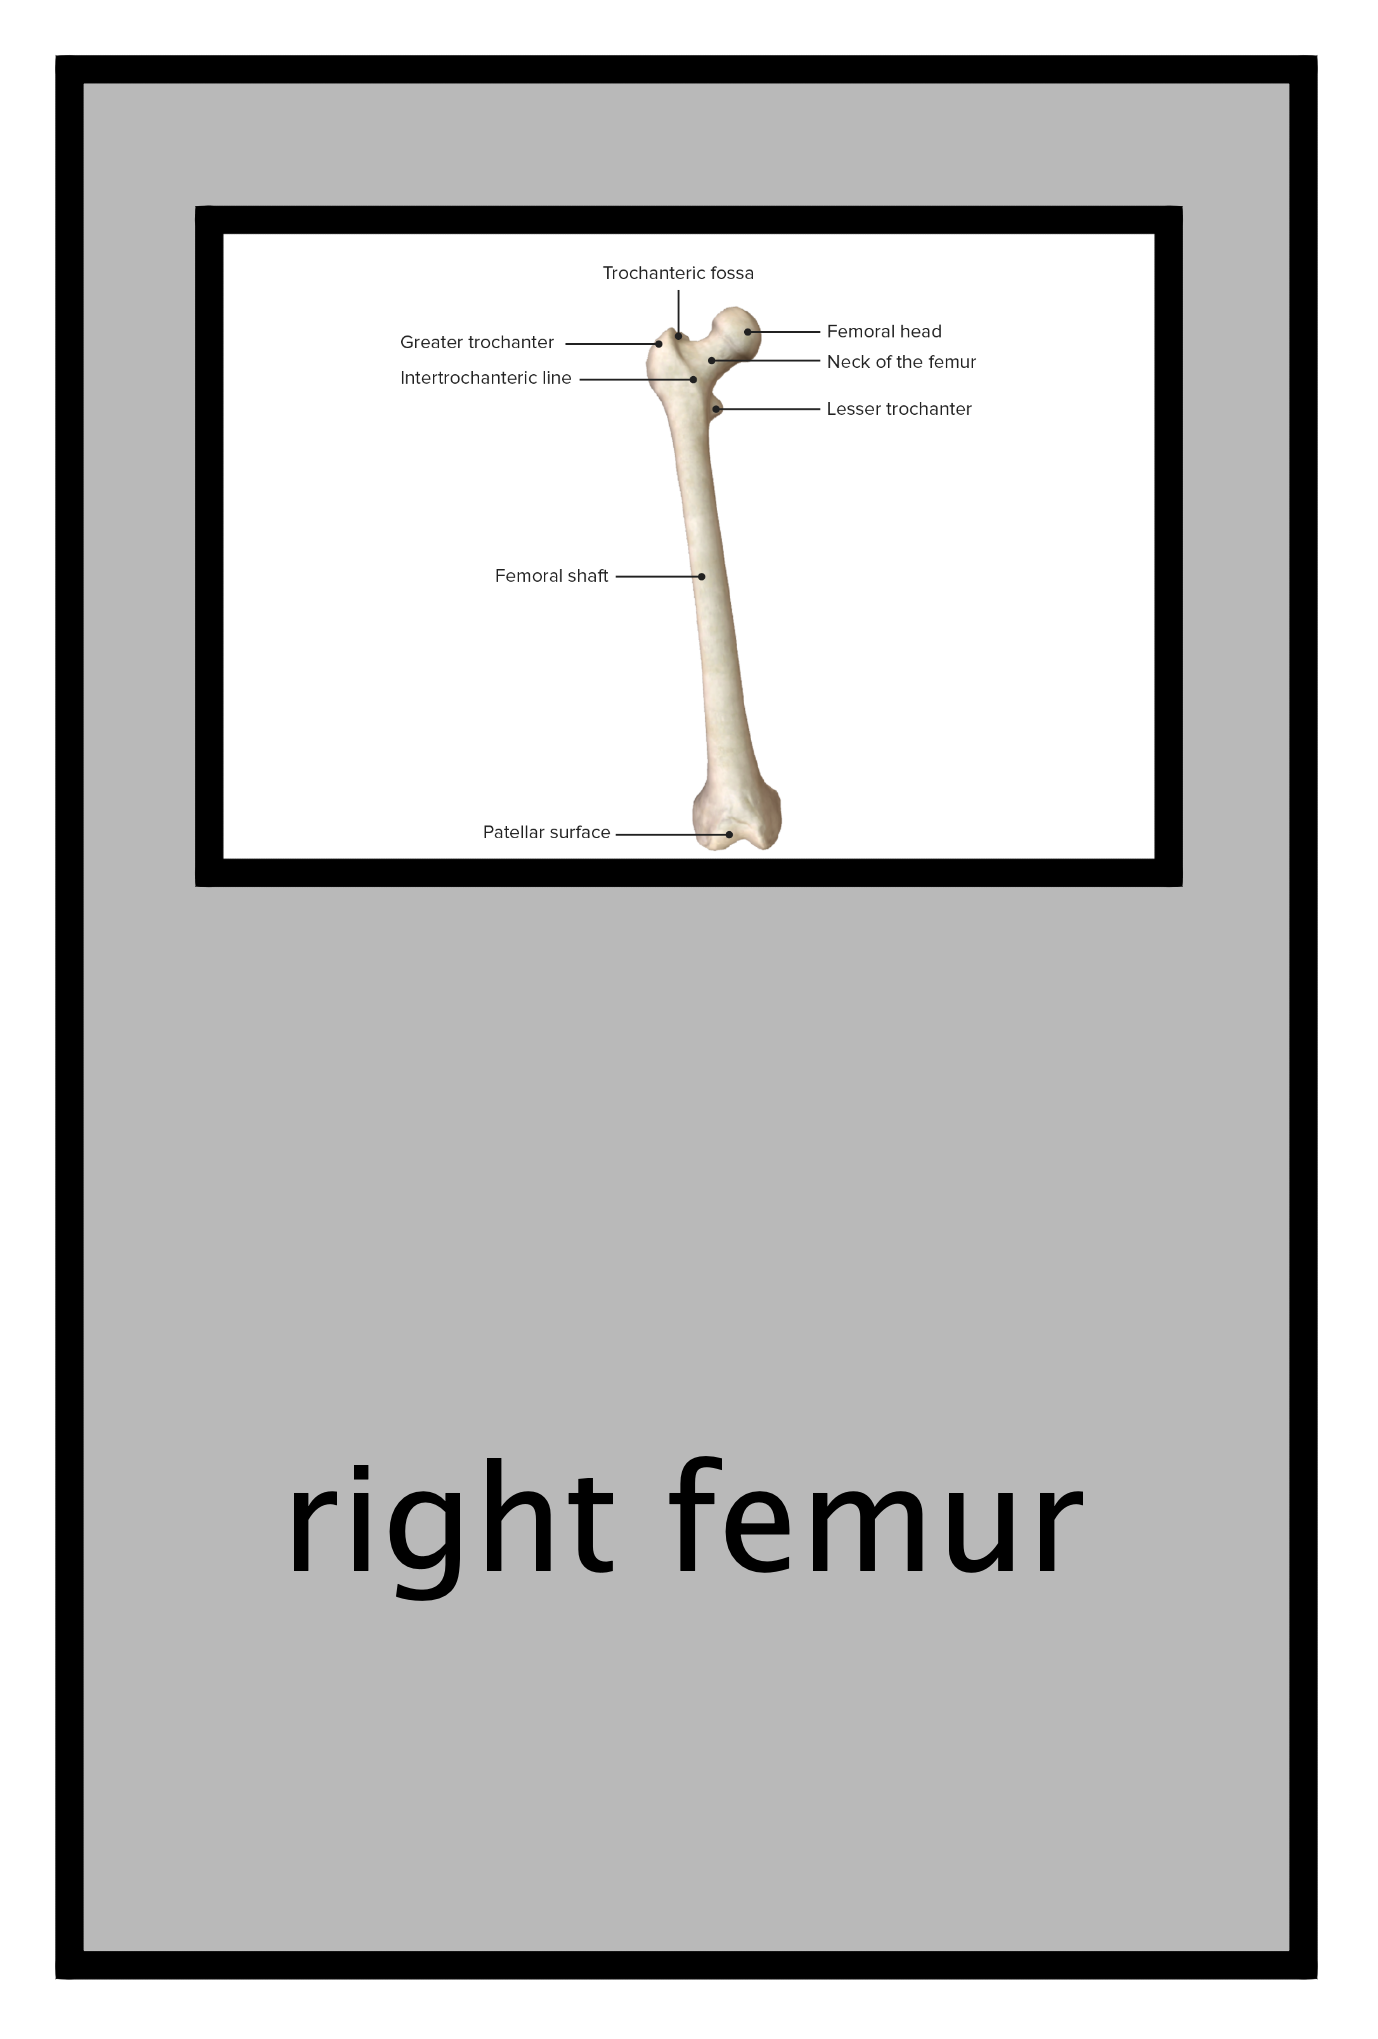 Trochanteric fossa
Greater trochanter
Femoral head
Neck of the femur
Intertrochanteric line
Lesser trochanter
Femoral shaft
Patellar surface
right femur